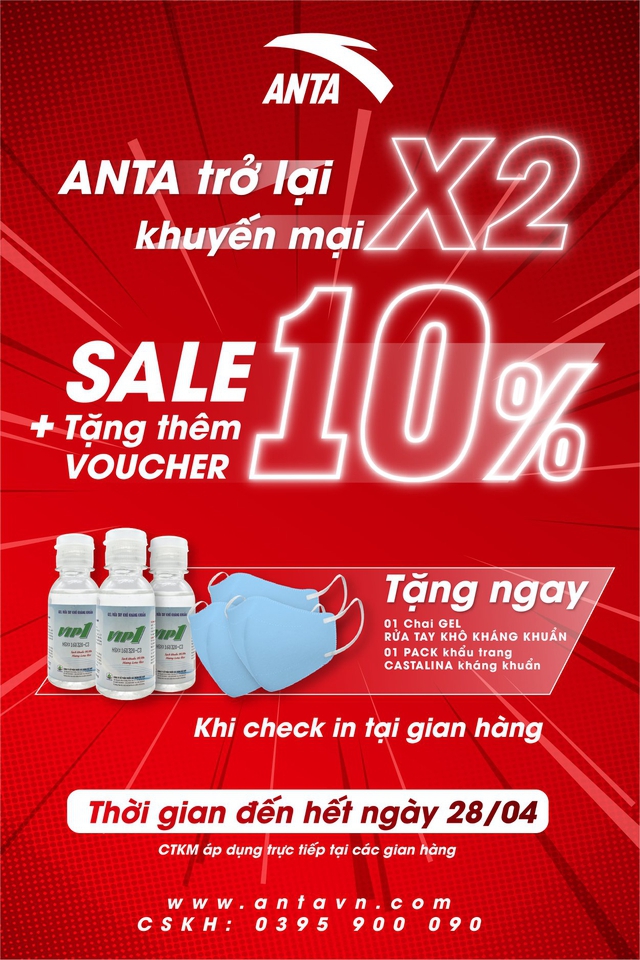 ANTA
ANTA trở lại
khuyến mại X2
SALE 10%
+ Tặng thêm
VOUCHER
VIP1
Tặng ngay
01 Chai GEL
RỬA TAY KHÔ KHÁNG KHUẨN
01 PACK khẩu trang
CASTALINA kháng khuẩn
Khi check in tại gian hàng
Thời gian đến hết ngày 28/04
CTKM áp dụng trực tiếp tại các gian hàng
www.antavn.com
CSKH: 0395 900 090